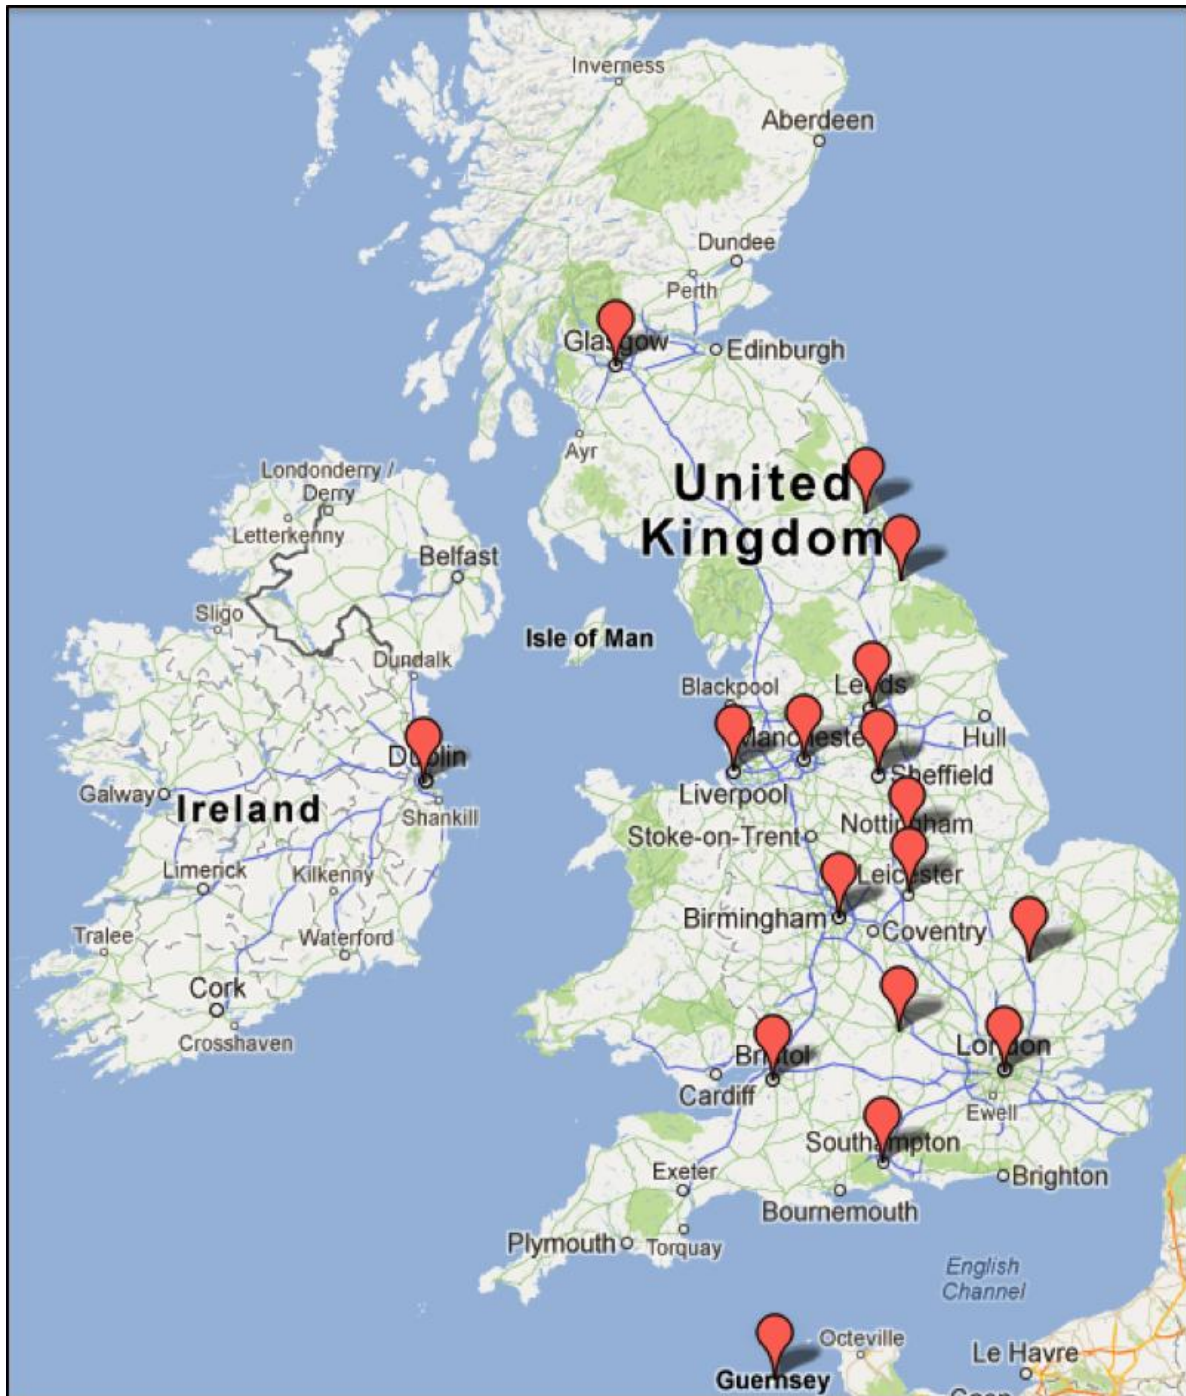 Inverness
Aberdeen
Dundee
Perth
Glasgow
Edinburgh
Ayr
United
Kingdom
Londonderry /
Derry
Letterkenny
Belfast
Sligo
Isle of Man
Dundalk
Blackpool
Leeds
Hull
Manchester
Dublin
Sheffield
Galway
Ireland
Shankill
Liverpool
Nottingham
Stoke-on-Trent
Limerick
Kilkenny
Leicester
Birmingham
Coventry
Tralee
Waterford
Cork
Crosshaven
Bristol
London
Cardiff
Ewell
Southampton
Exeter
Brighton
Bournemouth
Plymouth
Torquay
English
Channel
Octeville
Le Havre
Guernsey